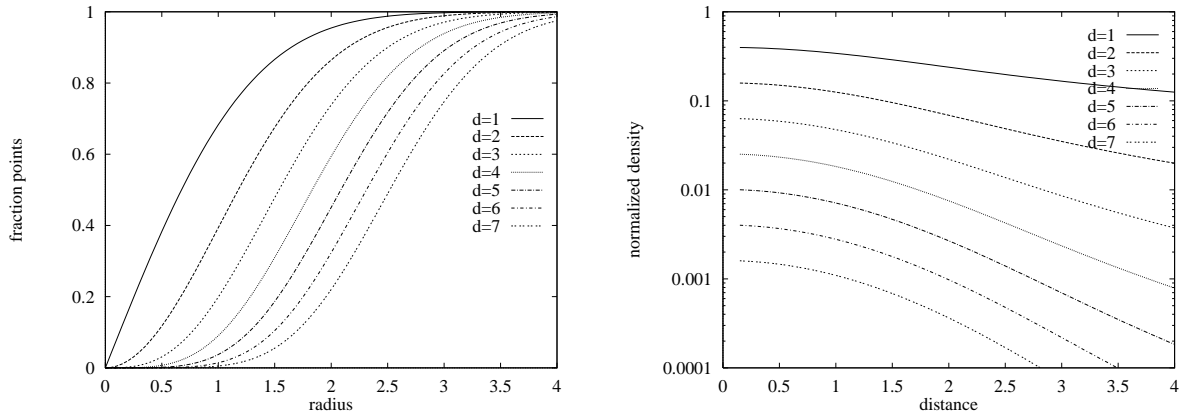 1
0.8
0.6
0.4
0.2
0
fraction points
0 0.5 1 1.5 2 2.5 3 3.5 4
radius
d=1
d=2
d=3
d=4
d=5
d=6
d=7
1
0.1
0.01
0.001
0.0001
normalized density
0 0.5 1 1.5 2 2.5 3 3.5 4
distance
d=1
d=2
d=3
d=4
d=5
d=6
d=7